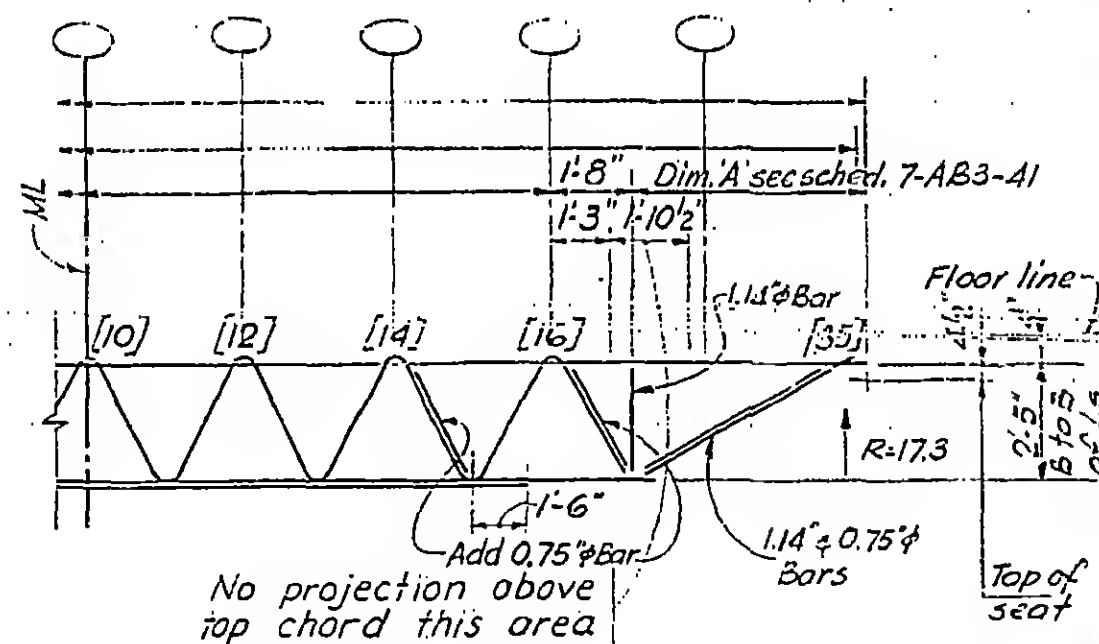 ML
1'-8" Dim.'A' see sched. 7-AB3-41
1'-3" 1'-10½"
Floor line
1.14"φ Bar
[10] [12] [14] [16] [35]
2'-5"
B to B
R=17.3
1'-6"
Add 0.75"φ Bar
1.14" & 0.75"φ
Bars
Top of
seat
No projection above
top chord this area